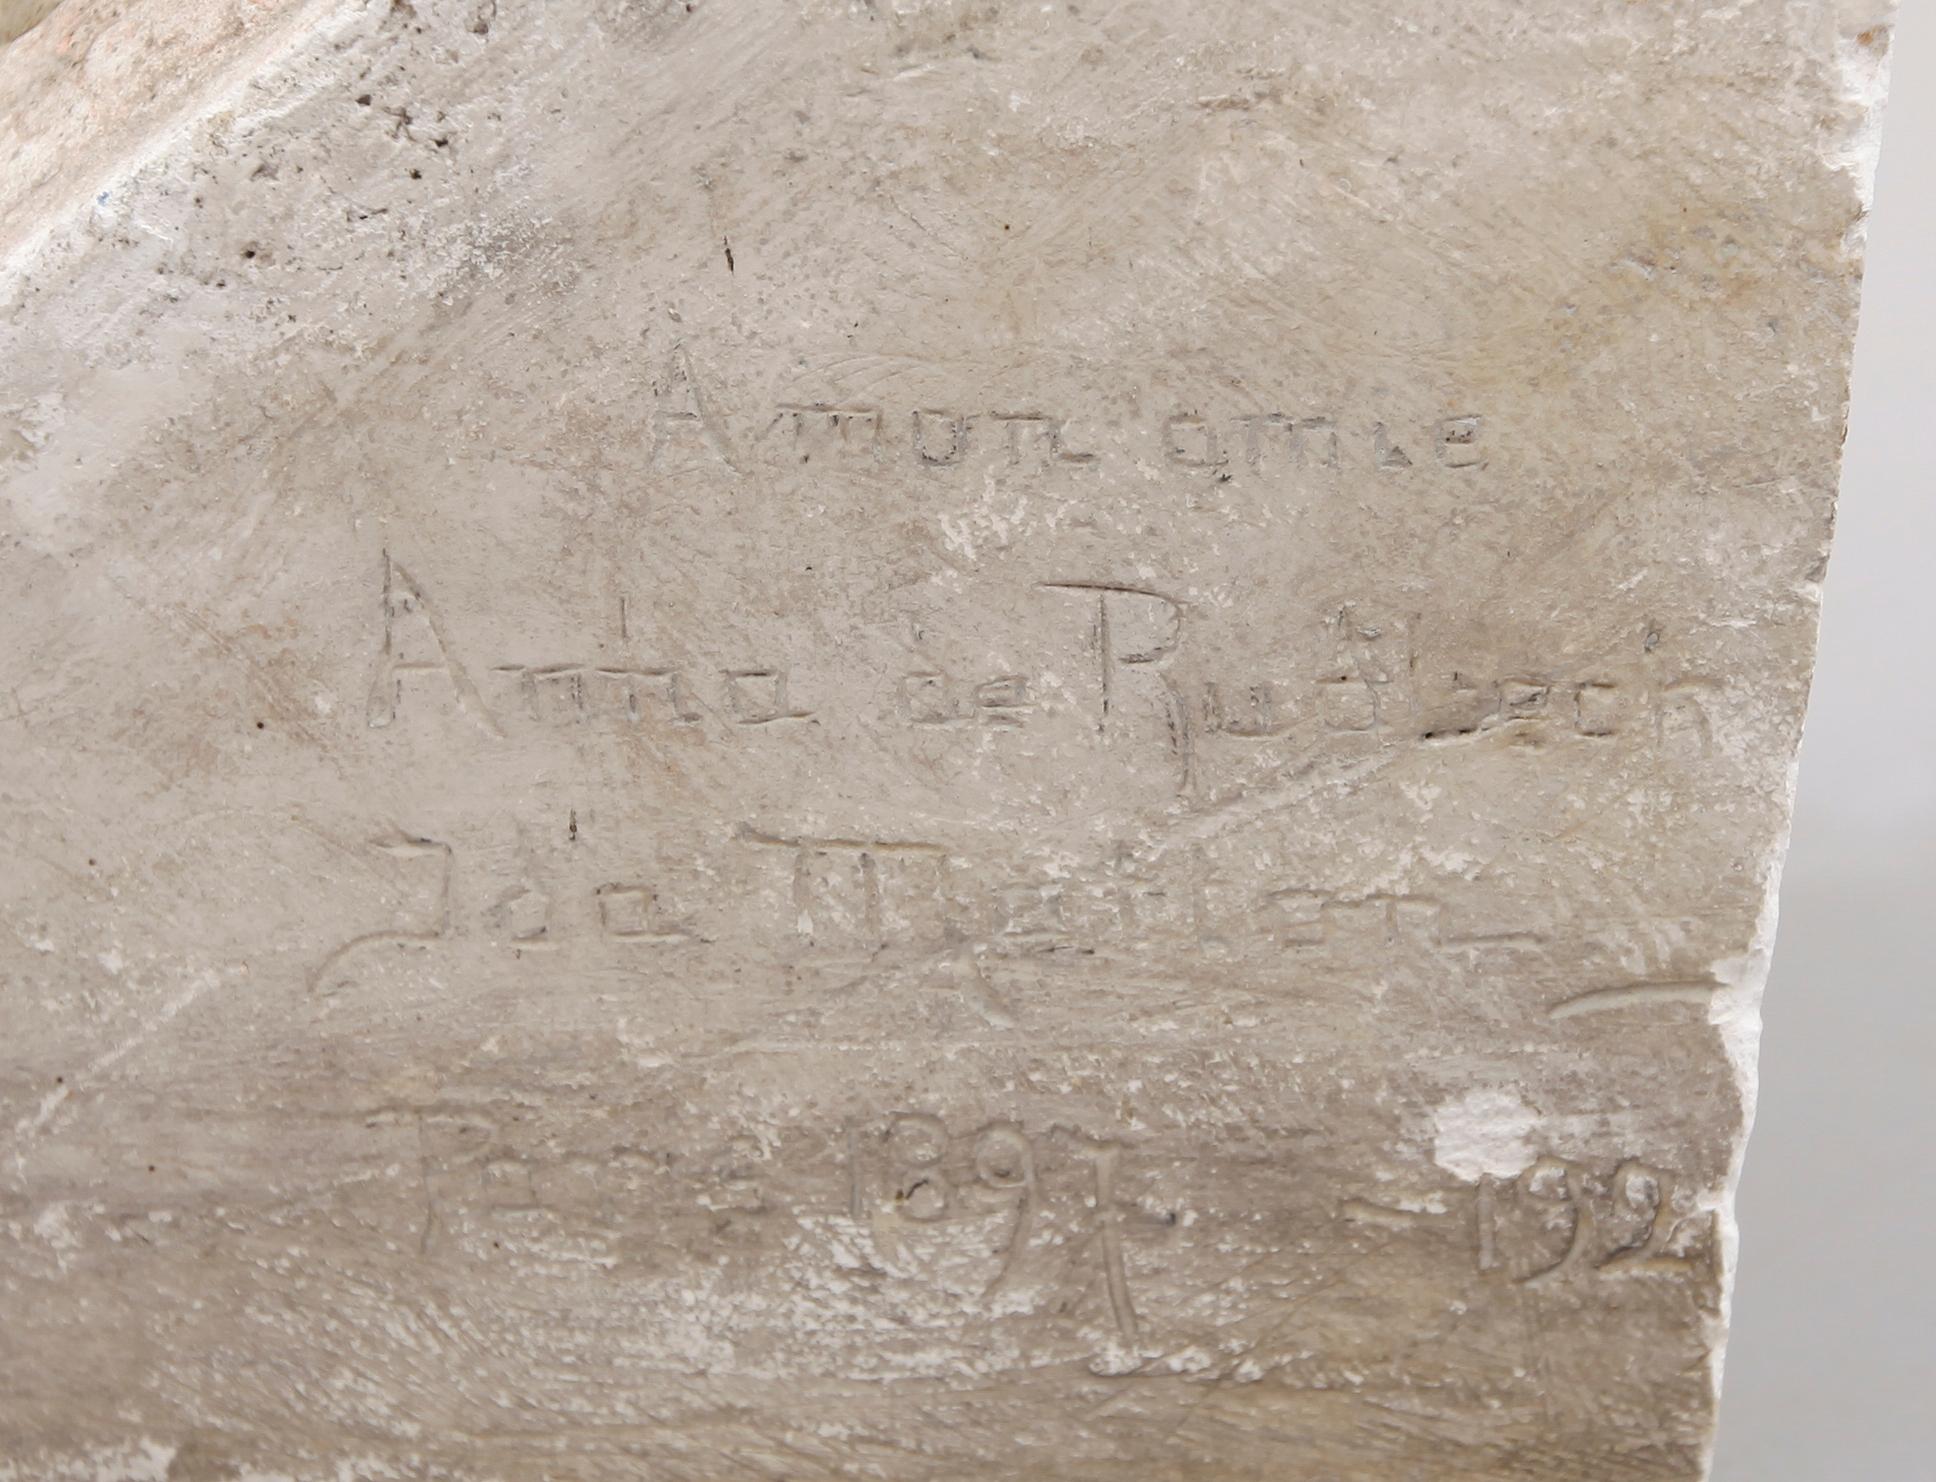 A mon amie
Anna de Rudbeck
Ida Matton
Paris 1897 - 192